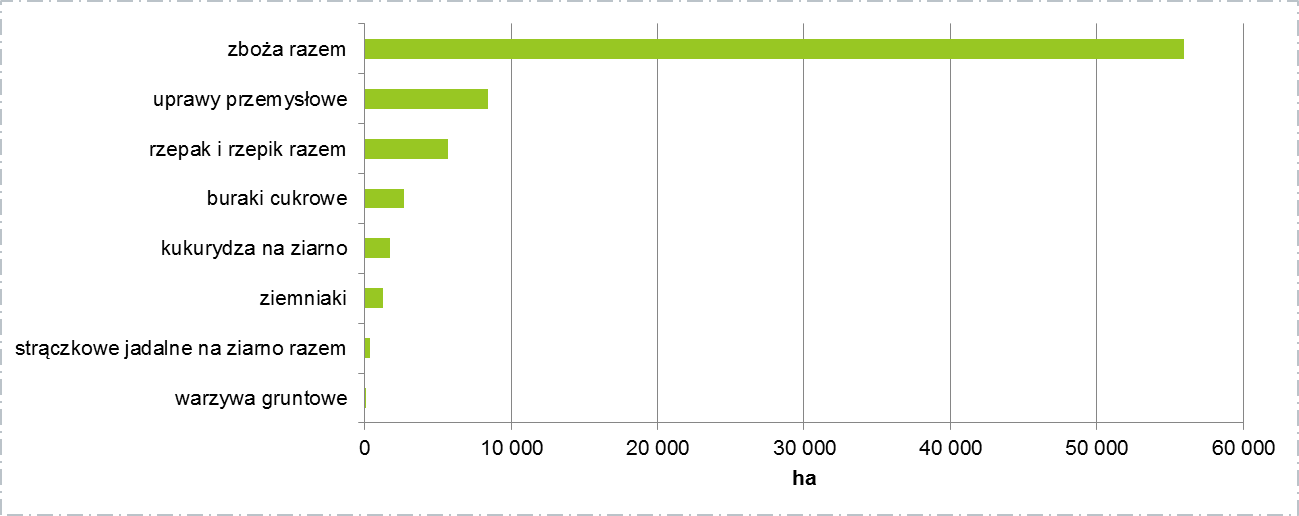 zboża razem
uprawy przemysłowe
rzepak i rzepik razem
buraki cukrowe
kukurydza na ziarno
ziemniaki
strączkowe jadalne na ziarno razem
warzywa gruntowe
0 10 000 20 000 30 000 40 000 50 000 60 000
ha